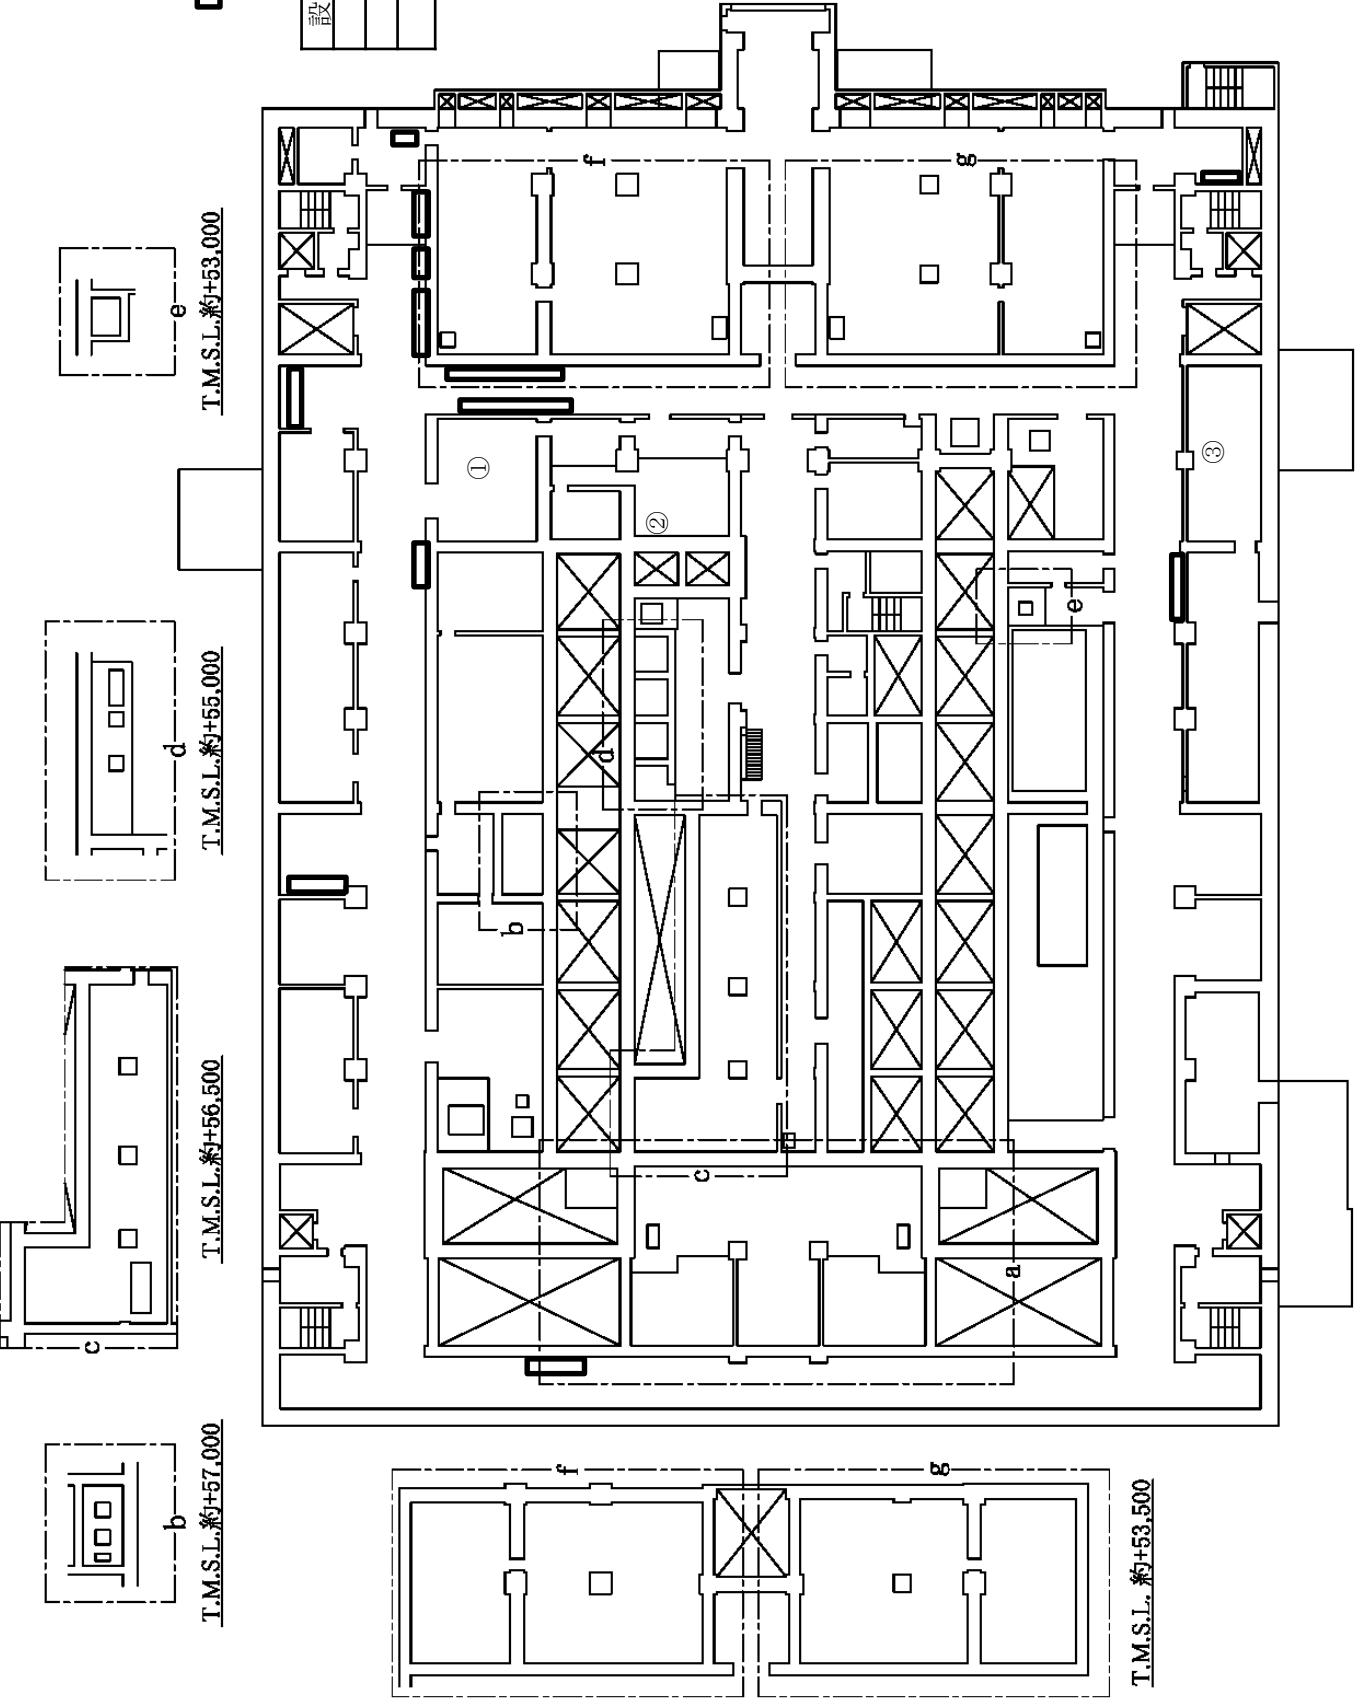 設
f
g
e
T.M.S.L.約+53,000
①
③
②
e
d
T.M.S.L.約+55,000
d
b
c
T.M.S.L.約+56,500
c
a
b
T.M.S.L.約+57,000
f
g
T.M.S.L. 約+53,500